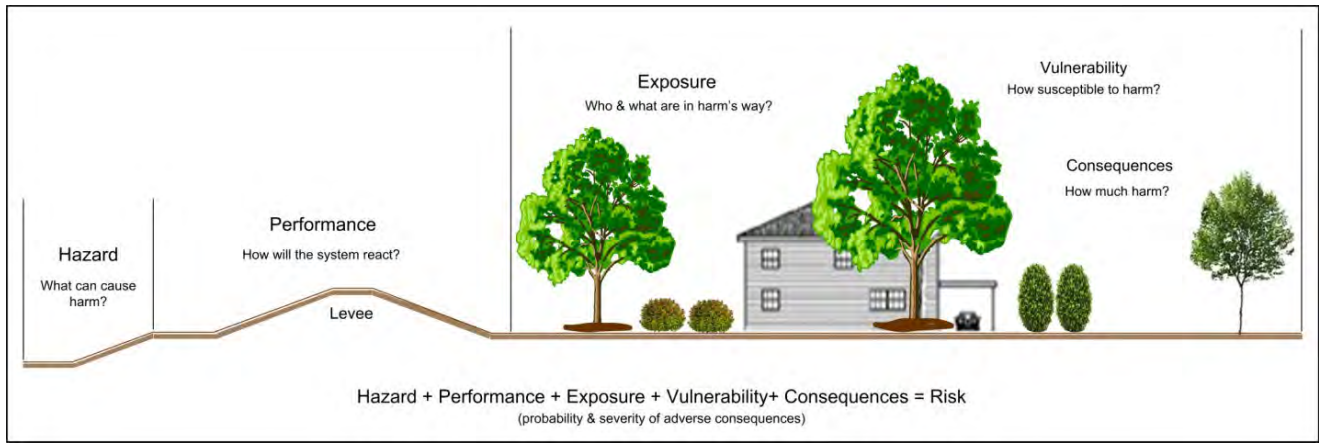 Hazard
What can cause
harm?
Performance
How will the system react?
Levee
Exposure
Who & what are in harm's way?
Vulnerability
How susceptible to harm?
Consequences
How much harm?
Hazard + Performance + Exposure + Vulnerability+ Consequences = Risk
(probability & severity of adverse consequences)